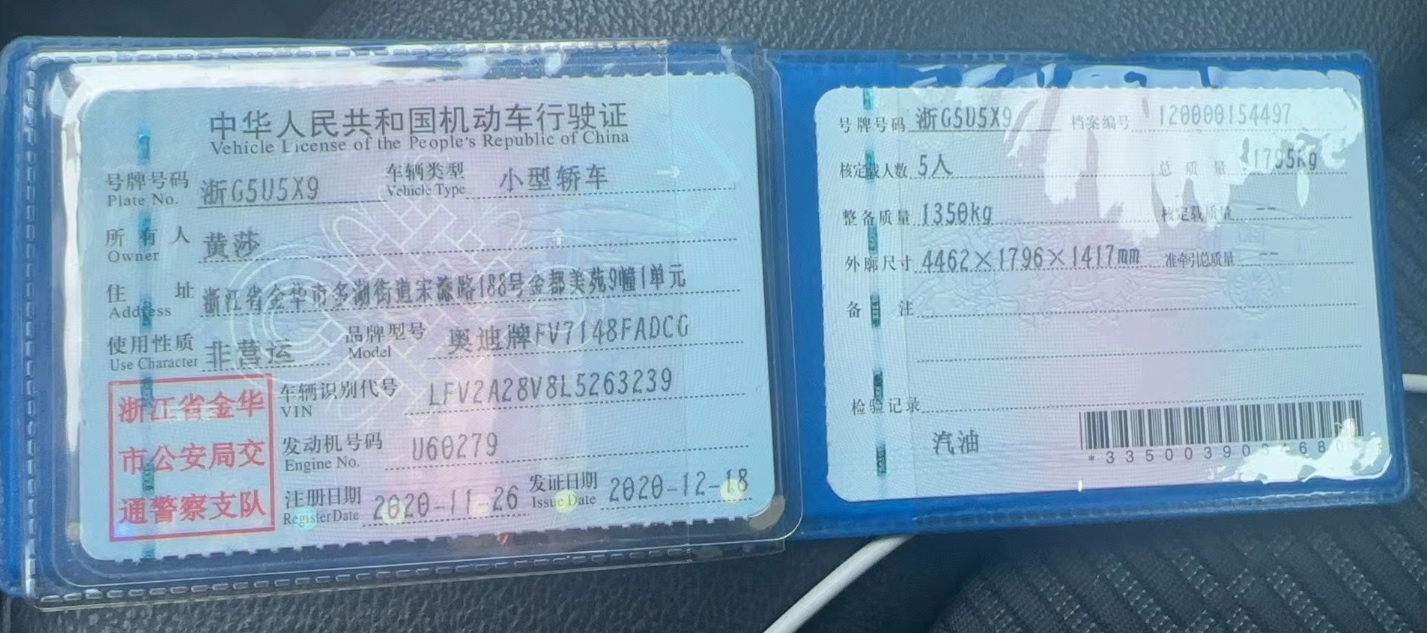 中华人民共和国机动车行驶证
Vehicle License of the People's Republic of China
号牌号码 浙G5U5X9 车辆类型 小型轿车
Plate No. Vehicle Type
所有人 黄莎
Owner
住址 浙江省金华市多湖街道宋濂路188号金都美苑9幢1单元
Address
使用性质 非营运 品牌型号 奥迪牌FV7148FADCG
Use Character Model
浙江省金华
市公安局交
通警察支队
车辆识别代号 LFV2A28V8L5263239
VIN
发动机号码 U60279
Engine No.
注册日期 2020-11-26 发证日期 2020-12-18
Register Date Issue Date
号牌号码 浙G5U5X9 档案编号 120000154497
核定载人数 5人 总质量 1795kg
整备质量 1350kg 核定载质量 --
外廓尺寸 4462×1796×1417mm 准牵引总质量 --
备注
检验记录
汽油